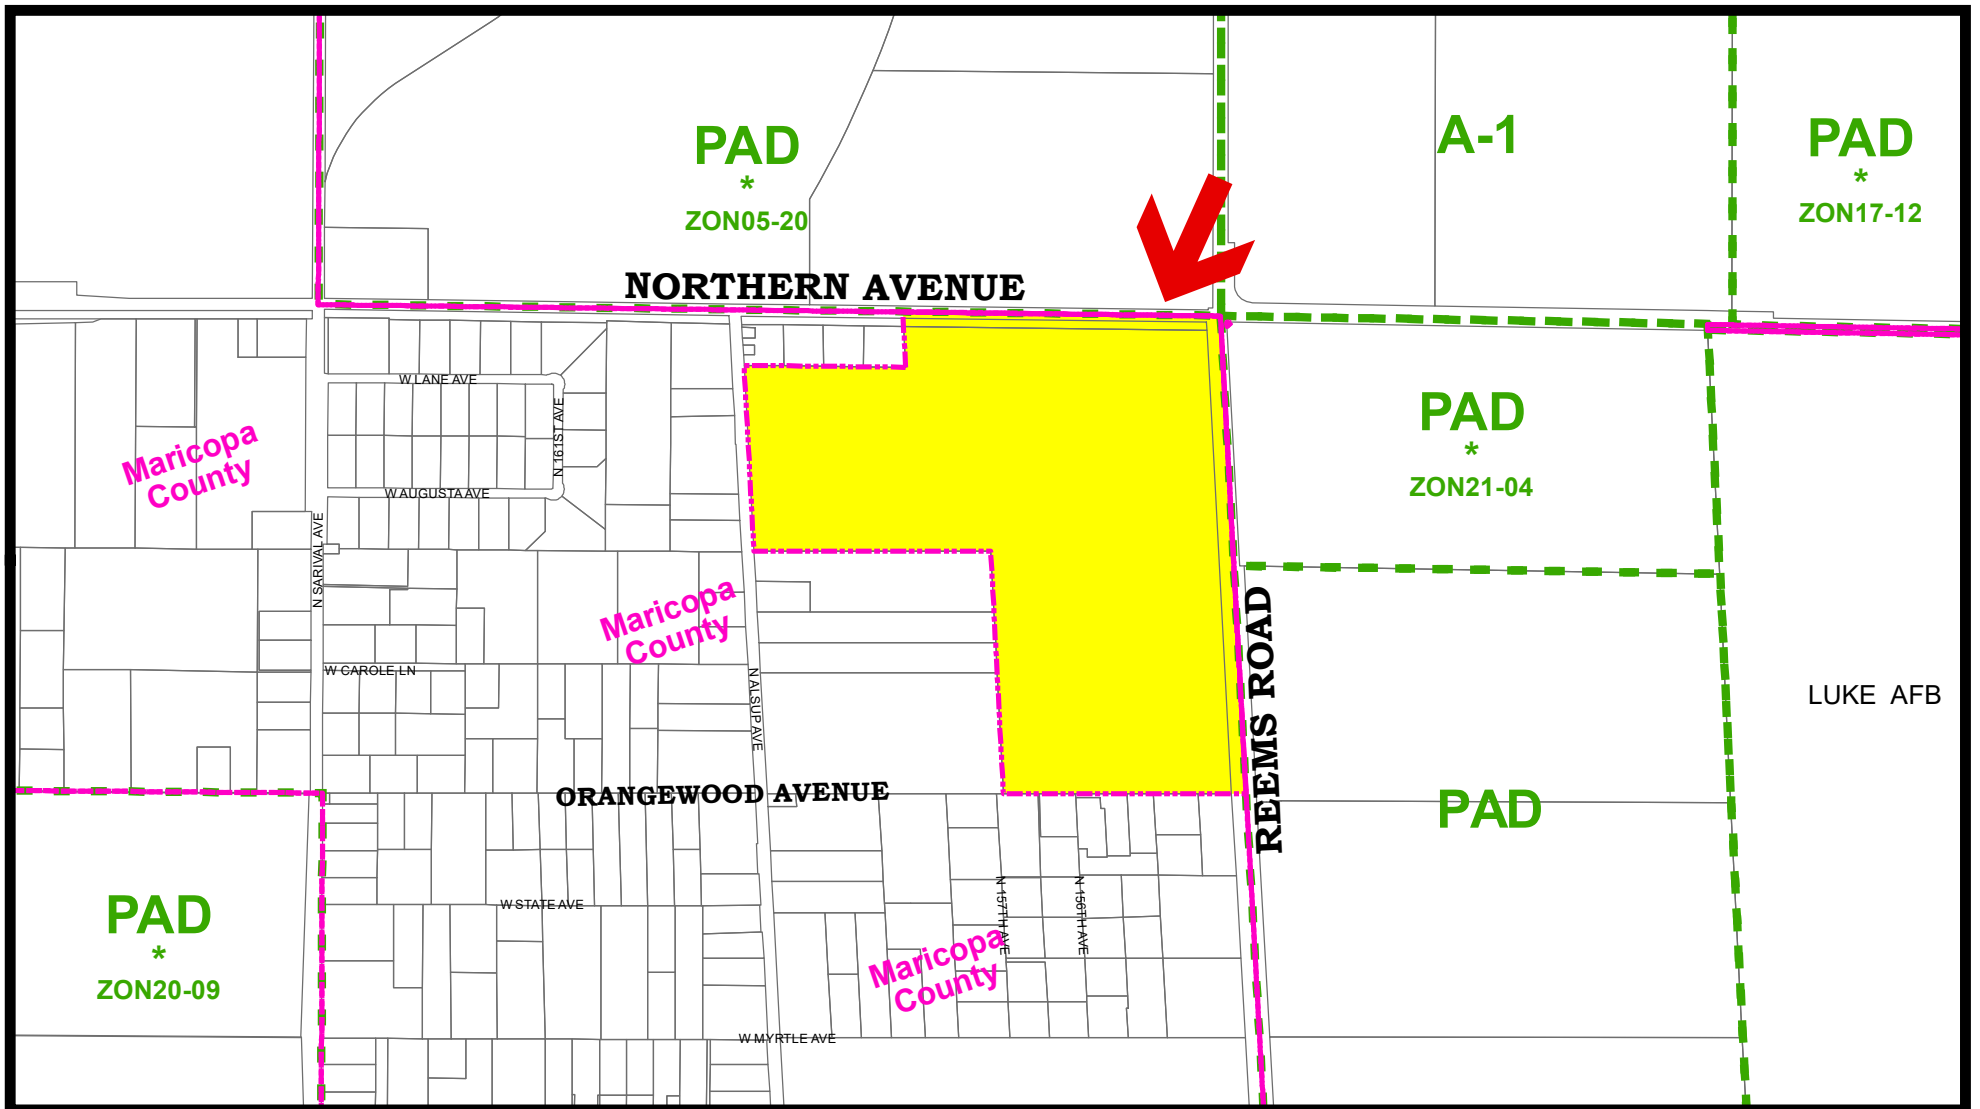 PAD
*
ZON05-20
A-1
PAD
*
ZON17-12
NORTHERN AVENUE
W LANE AVE
N 161ST AVE
Maricopa
County
W AUGUSTA AVE
N SARIVAL AVE
PAD
*
ZON21-04
Maricopa
County
W CAROLE LN
N ALSUP AVE
REEMS ROAD
LUKE AFB
ORANGEWOOD AVENUE
PAD
PAD
*
ZON20-09
W STATE AVE
N 157TH AVE
N 156TH AVE
Maricopa
County
W MYRTLE AVE